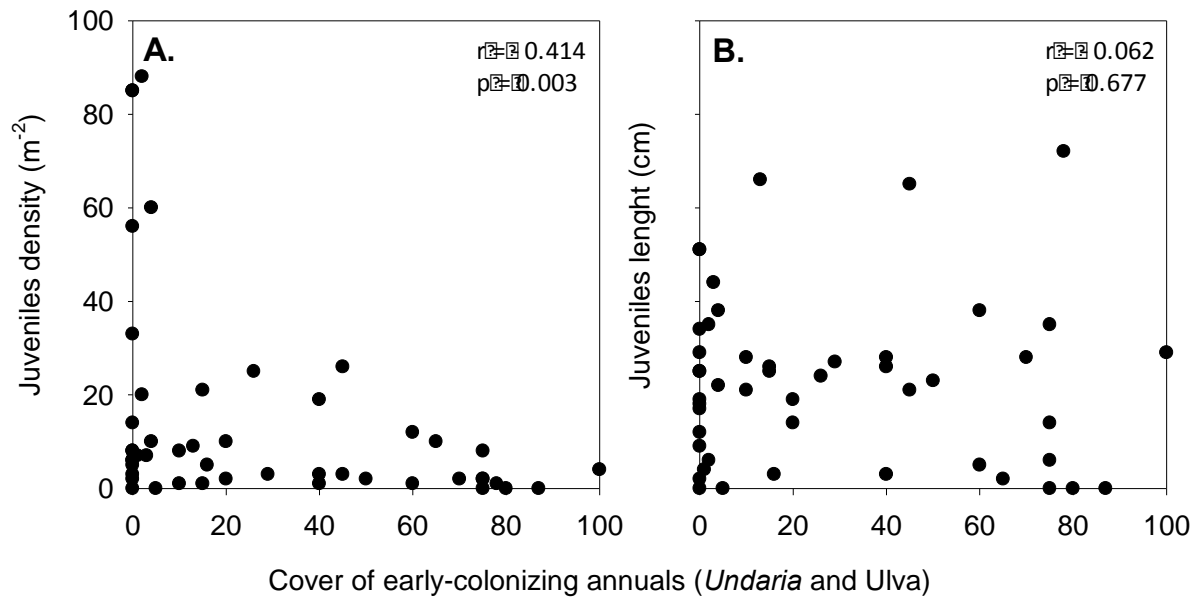 A.
r⍰=⍰-⍰0.414
p⍰=⍰0.003
100
80
60
40
20
0
Juveniles density (m⁻²)
0 20 40 60 80 100
B.
r⍰=⍰-⍰0.062
p⍰=⍰0.677
Juveniles lenght (cm)
0 20 40 60 80 100
Cover of early-colonizing annuals (Undaria and Ulva)